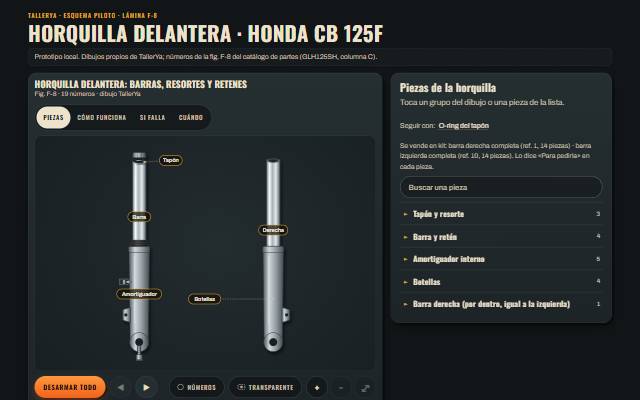 TALLERYA · ESQUEMA PILOTO · LÁMINA F-8
HORQUILLA DELANTERA · HONDA CB 125F
Prototipo local. Dibujos propios de TallerYa; números de la fig. F-8 del catálogo de partes (GLH125SH, columna C).
HORQUILLA DELANTERA: BARRAS, RESORTES Y RETENES
Fig. F-8 · 19 números · dibujo TallerYa
PIEZAS
CÓMO FUNCIONA
SI FALLA
CUÁNDO
Tapón
Barra
Derecha
Amortiguador
Botellas
DESARMAR TODO
NÚMEROS
TRANSPARENTE
+
−
Piezas de la horquilla
Toca un grupo del dibujo o una pieza de la lista.
Seguir con: O-ring del tapón
Se vende en kit: barra derecha completa (ref. 1, 14 piezas) · barra
izquierda completa (ref. 10, 14 piezas). Lo dice «Para pedirla» en
cada pieza.
Buscar una pieza
Tapón y resorte 3
Barra y retén 4
Amortiguador interno 5
Botellas 4
Barra derecha (por dentro, igual a la izquierda) 1